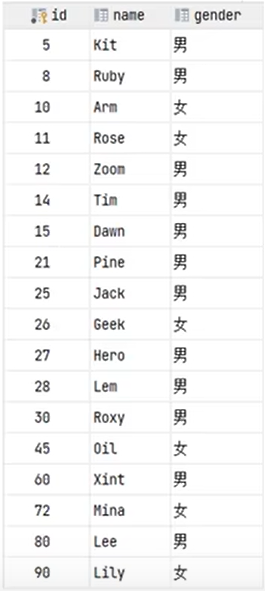 id name gender
5 Kit 男
8 Ruby 男
10 Arm 女
11 Rose 女
12 Zoom 男
14 Tim 男
15 Dawn 男
21 Pine 男
25 Jack 男
26 Geek 女
27 Hero 男
28 Lem 男
30 Roxy 男
45 Oil 女
60 Xint 男
72 Mina 女
80 Lee 男
90 Lily 女